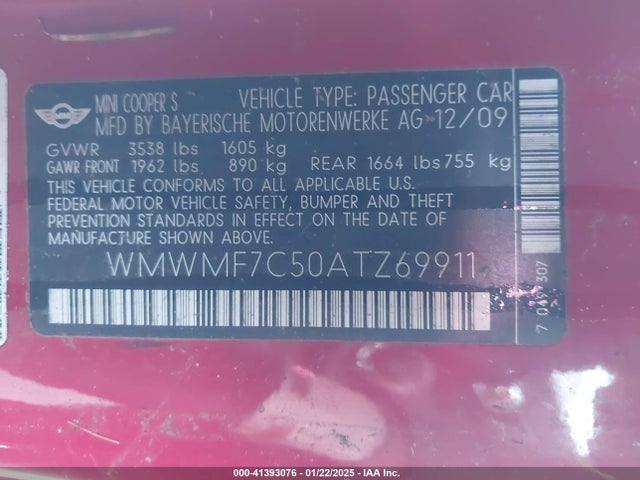 MINI COOPER S VEHICLE TYPE: PASSENGER CAR
MFD BY BAYERISCHE MOTORENWERKE AG 12/09
GVWR 3538 lbs 1605 kg
GAWR FRONT 1962 lbs 890 kg REAR 1664 lbs 755 kg
THIS VEHICLE CONFORMS TO ALL APPLICABLE U.S.
FEDERAL MOTOR VEHICLE SAFETY, BUMPER AND THEFT
PREVENTION STANDARDS IN EFFECT ON THE DATE OF
MANUFACTURE SHOWN ABOVE.
WMWMF7C50ATZ69911
000-41393076 - 01/22/2025 - IAA Inc.